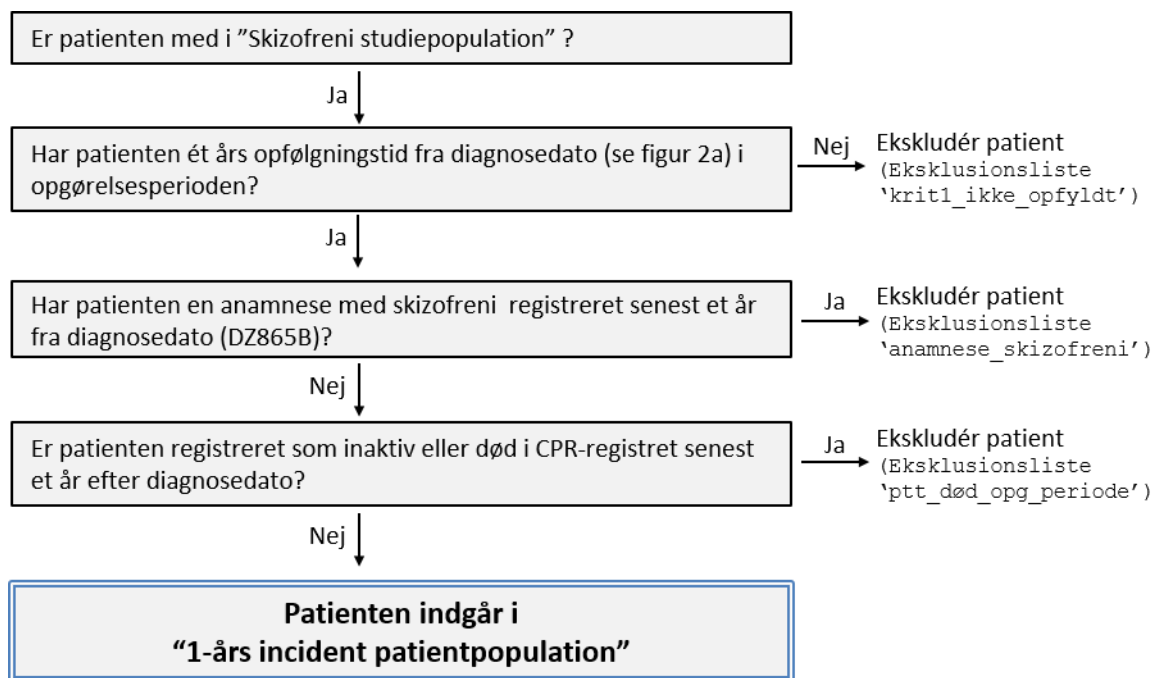 Er patienten med i ”Skizofreni studiepopulation” ?
Ja
Har patienten ét års opfølgningstid fra diagnosedato (se figur 2a) i
opgørelsesperioden?
Nej
Ekskludér patient
(Eksklusionsliste
‘krit1_ikke_opfyldt’)
Ja
Har patienten en anamnese med skizofreni registreret senest et år
fra diagnosedato (DZ865B)?
Ja
Ekskludér patient
(Eksklusionsliste
‘anamnese_skizofreni’)
Nej
Er patienten registreret som inaktiv eller død i CPR-registret senest
et år efter diagnosedato?
Ja
Ekskludér patient
(Eksklusionsliste
‘ptt_død_opg_periode’)
Nej
Patienten indgår i
“1-års incident patientpopulation”